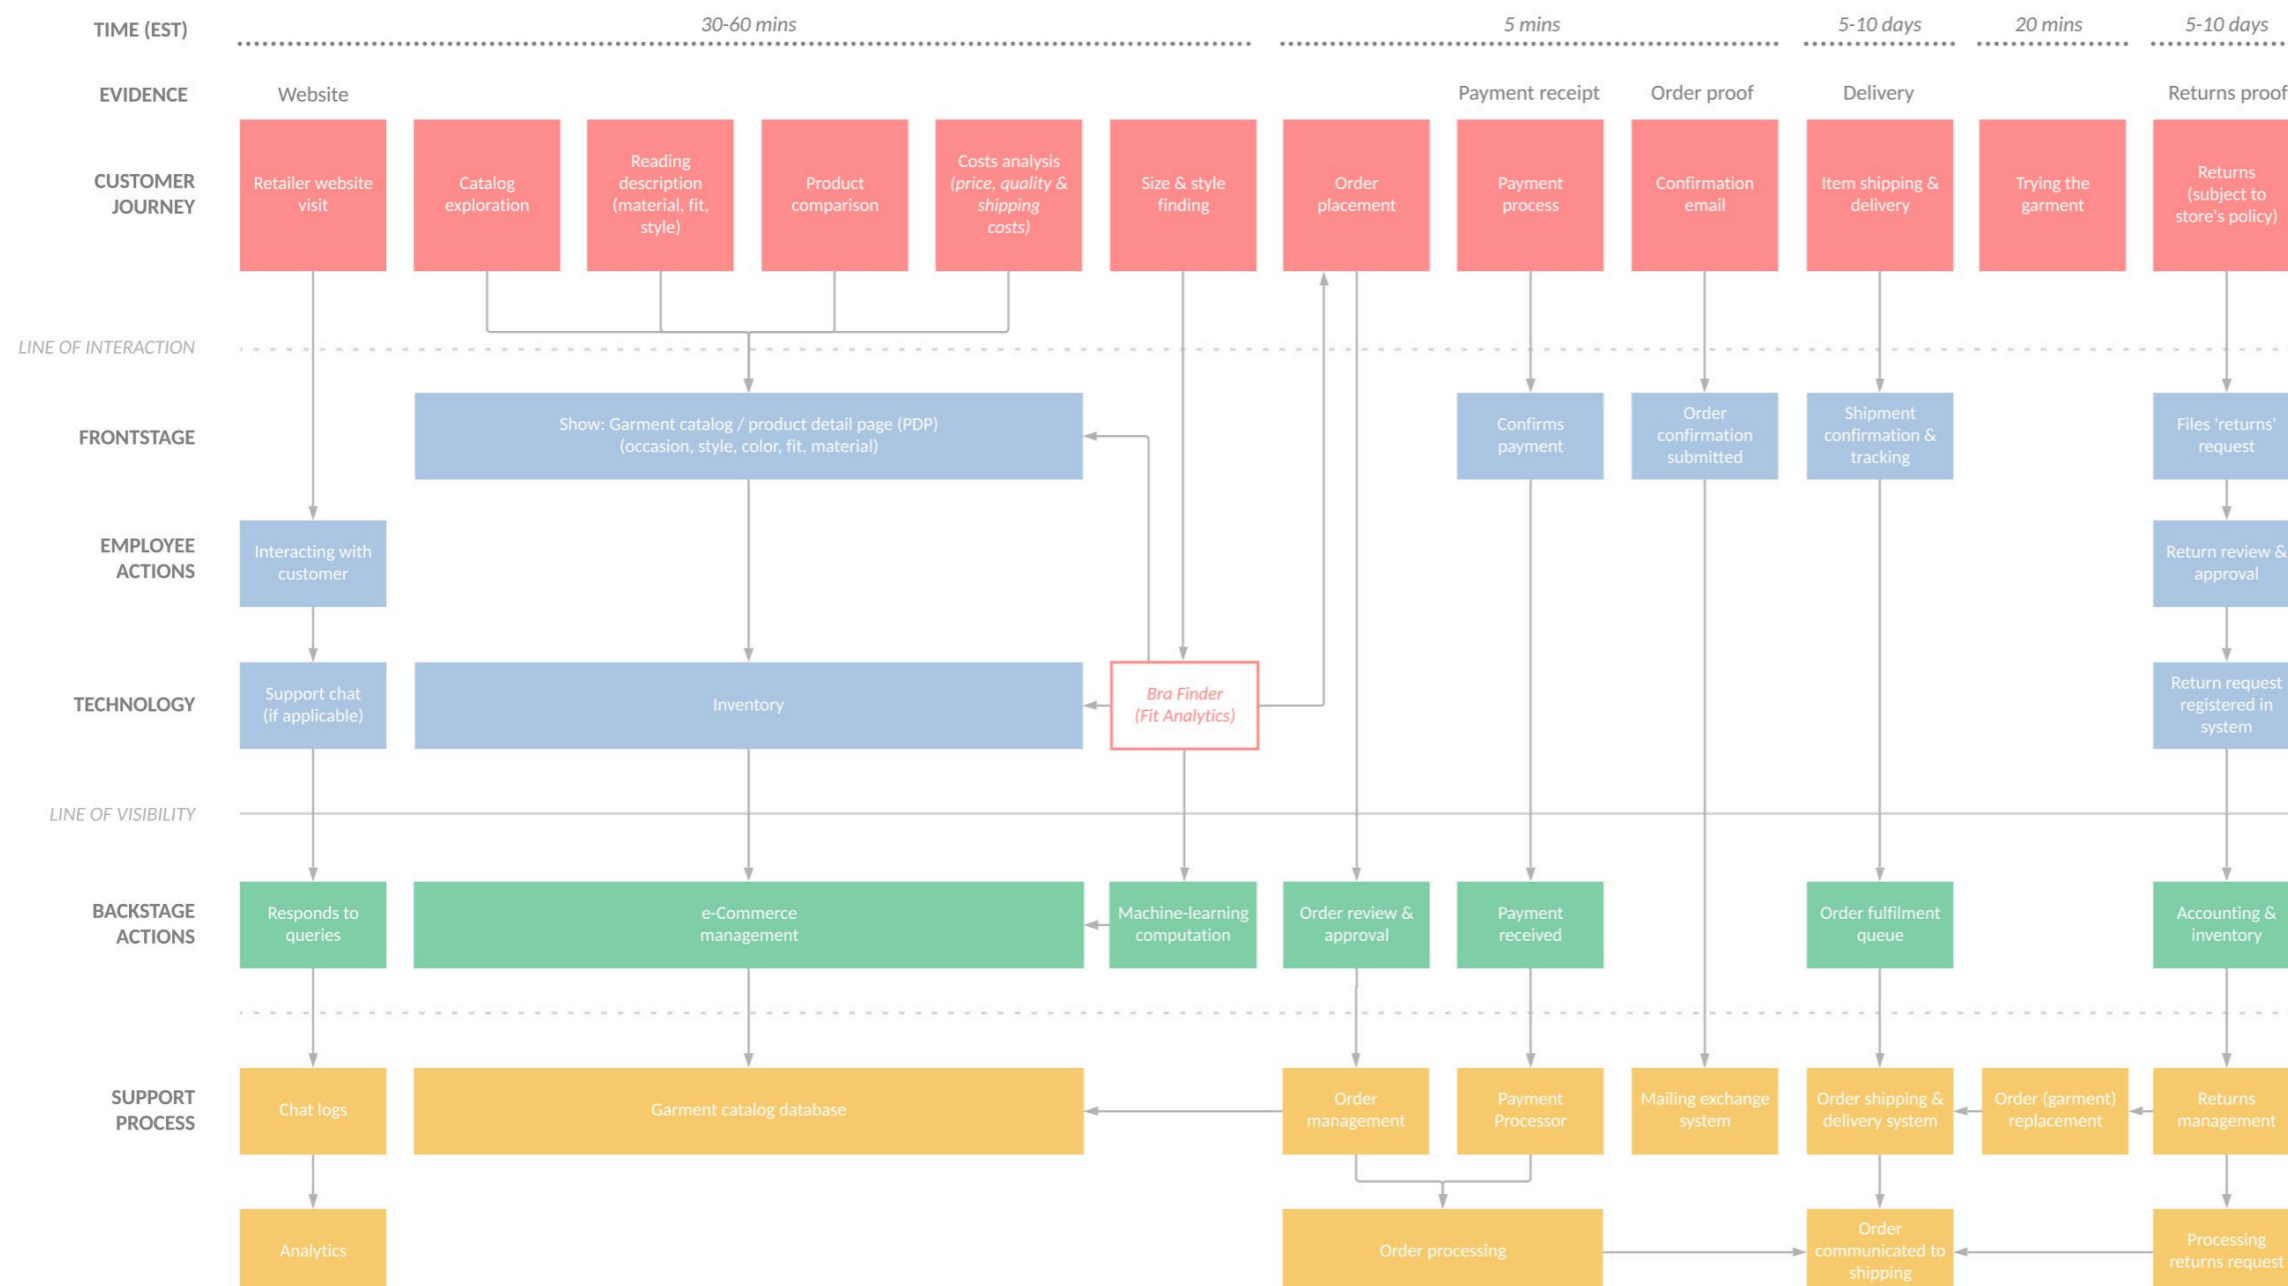 TIME (EST)
30-60 mins
5 mins
5-10 days
20 mins
5-10 days
EVIDENCE
Website
Payment receipt
Order proof
Delivery
Returns proof
CUSTOMER
JOURNEY
Retailer website
visit
Catalog
exploration
Reading
description
(material, fit,
style)
Product
comparison
Costs analysis
(price, quality &
shipping
costs)
Size & style
finding
Order
placement
Payment
process
Confirmation
email
Item shipping &
delivery
Trying the
garment
Returns
(subject to
store's policy)
LINE OF INTERACTION
FRONTSTAGE
Show: Garment catalog / product detail page (PDP)
(occasion, style, color, fit, material)
Confirms
payment
Order
confirmation
submitted
Shipment
confirmation &
tracking
Files 'returns'
request
EMPLOYEE
ACTIONS
Interacting with
customer
Return review &
approval
TECHNOLOGY
Support chat
(if applicable)
Inventory
Bra Finder
(Fit Analytics)
Return request
registered in
system
LINE OF VISIBILITY
BACKSTAGE
ACTIONS
Responds to
queries
e-Commerce
management
Machine-learning
computation
Order review &
approval
Payment
received
Order fulfilment
queue
Accounting &
inventory
SUPPORT
PROCESS
Chat logs
Garment catalog database
Order
management
Payment
Processor
Mailing exchange
system
Order shipping &
delivery system
Order (garment)
replacement
Returns
management
Analytics
Order processing
Order
communicated to
shipping
Processing
returns request